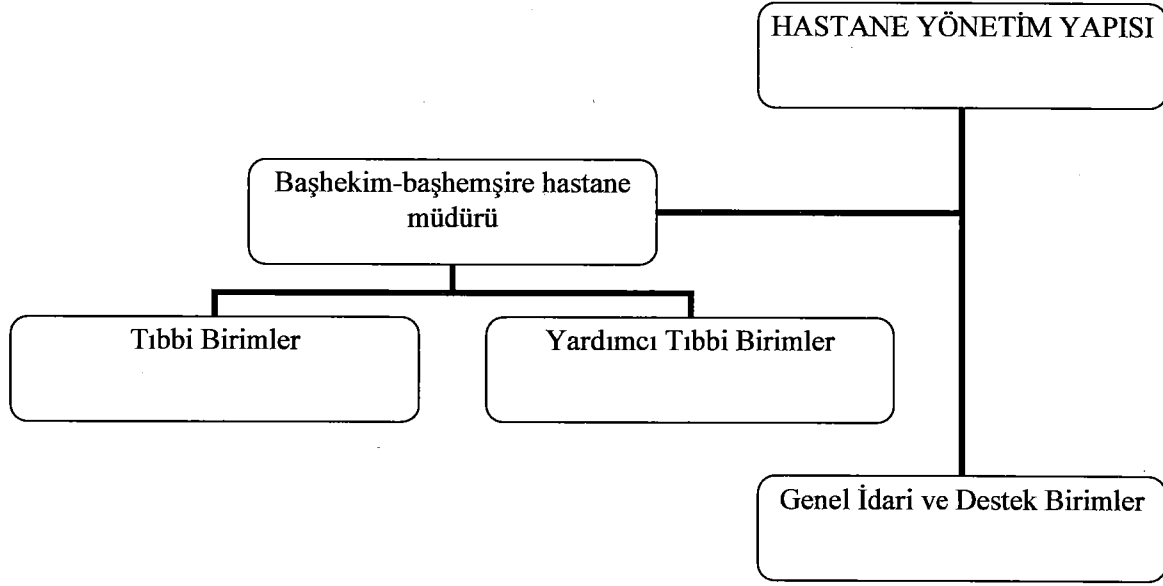 HASTANE YÖNETİM YAPISI
Başhekim-başhemşire hastane
müdürü
Tıbbi Birimler
Yardımcı Tıbbi Birimler
Genel İdari ve Destek Birimler